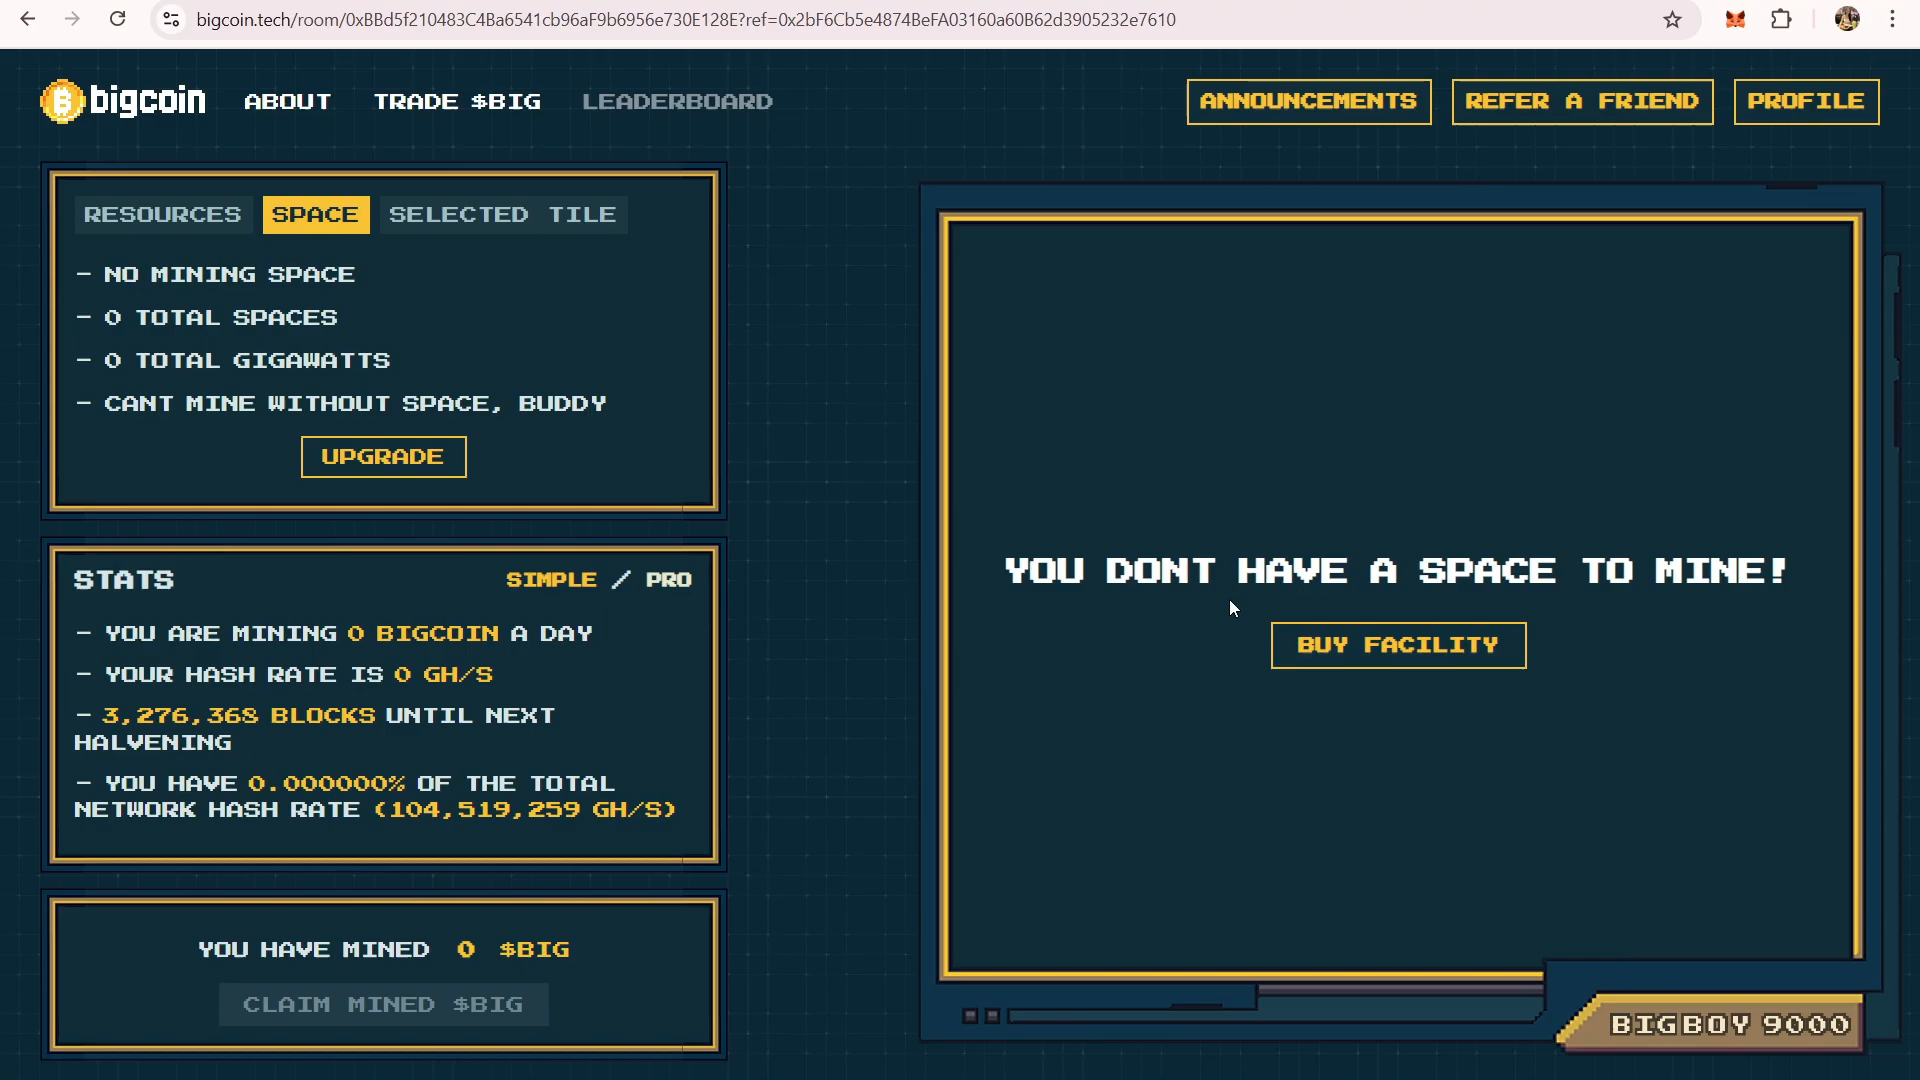 bigcoin.tech/room/0xBBd5f210483C4Ba6541cb96aF9b6956e730E128E?ref=0x2bF6Cb5e4874BeFA03160a60B62d3905232e7610
bigcoin ABOUT TRADE $BIG LEADERBOARD ANNOUNCEMENTS REFER A FRIEND PROFILE
RESOURCES SPACE SELECTED TILE
- NO MINING SPACE
- 0 TOTAL SPACES
- 0 TOTAL GIGAWATTS
- CANT MINE WITHOUT SPACE, BUDDY
UPGRADE
STATS SIMPLE / PRO
- YOU ARE MINING 0 BIGCOIN A DAY
- YOUR HASH RATE IS 0 GH/S
- 3,276,368 BLOCKS UNTIL NEXT
HALVENING
- YOU HAVE 0.000000% OF THE TOTAL
NETWORK HASH RATE (104,519,259 GH/S)
YOU HAVE MINED 0 $BIG
CLAIM MINED $BIG
YOU DONT HAVE A SPACE TO MINE!
BUY FACILITY
BIGBOY 9000